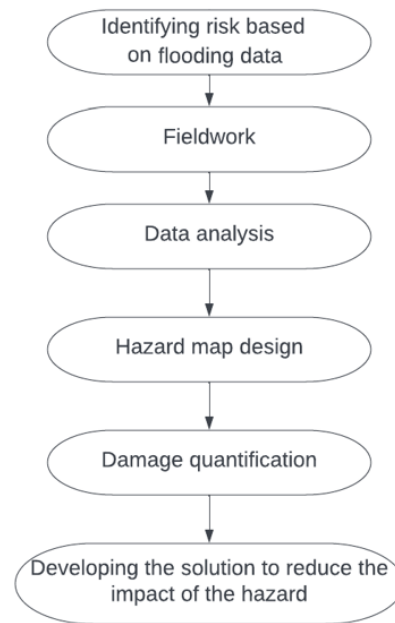 Identifying risk based
on flooding data
Fieldwork
Data analysis
Hazard map design
Damage quantification
Developing the solution to reduce the
impact of the hazard